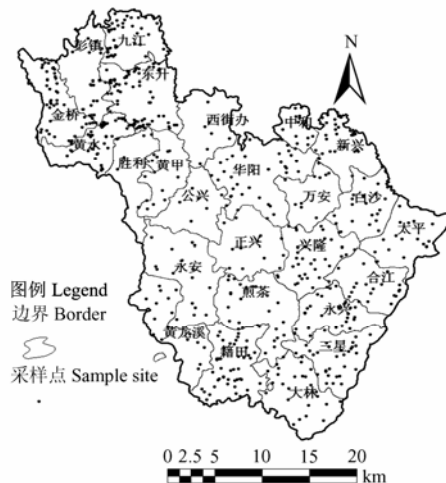 九江
彭镇
N
东升
金桥
西街办
中和
新兴
黄水
胜利
黄甲
华阳
万安
白沙
公兴
太平
正兴
兴隆
永安
合江
图例 Legend
煎茶
边界 Border
永兴
黄龙溪
籍田
三星
采样点 Sample site
大林
0 2.5 5 10 15 20
km